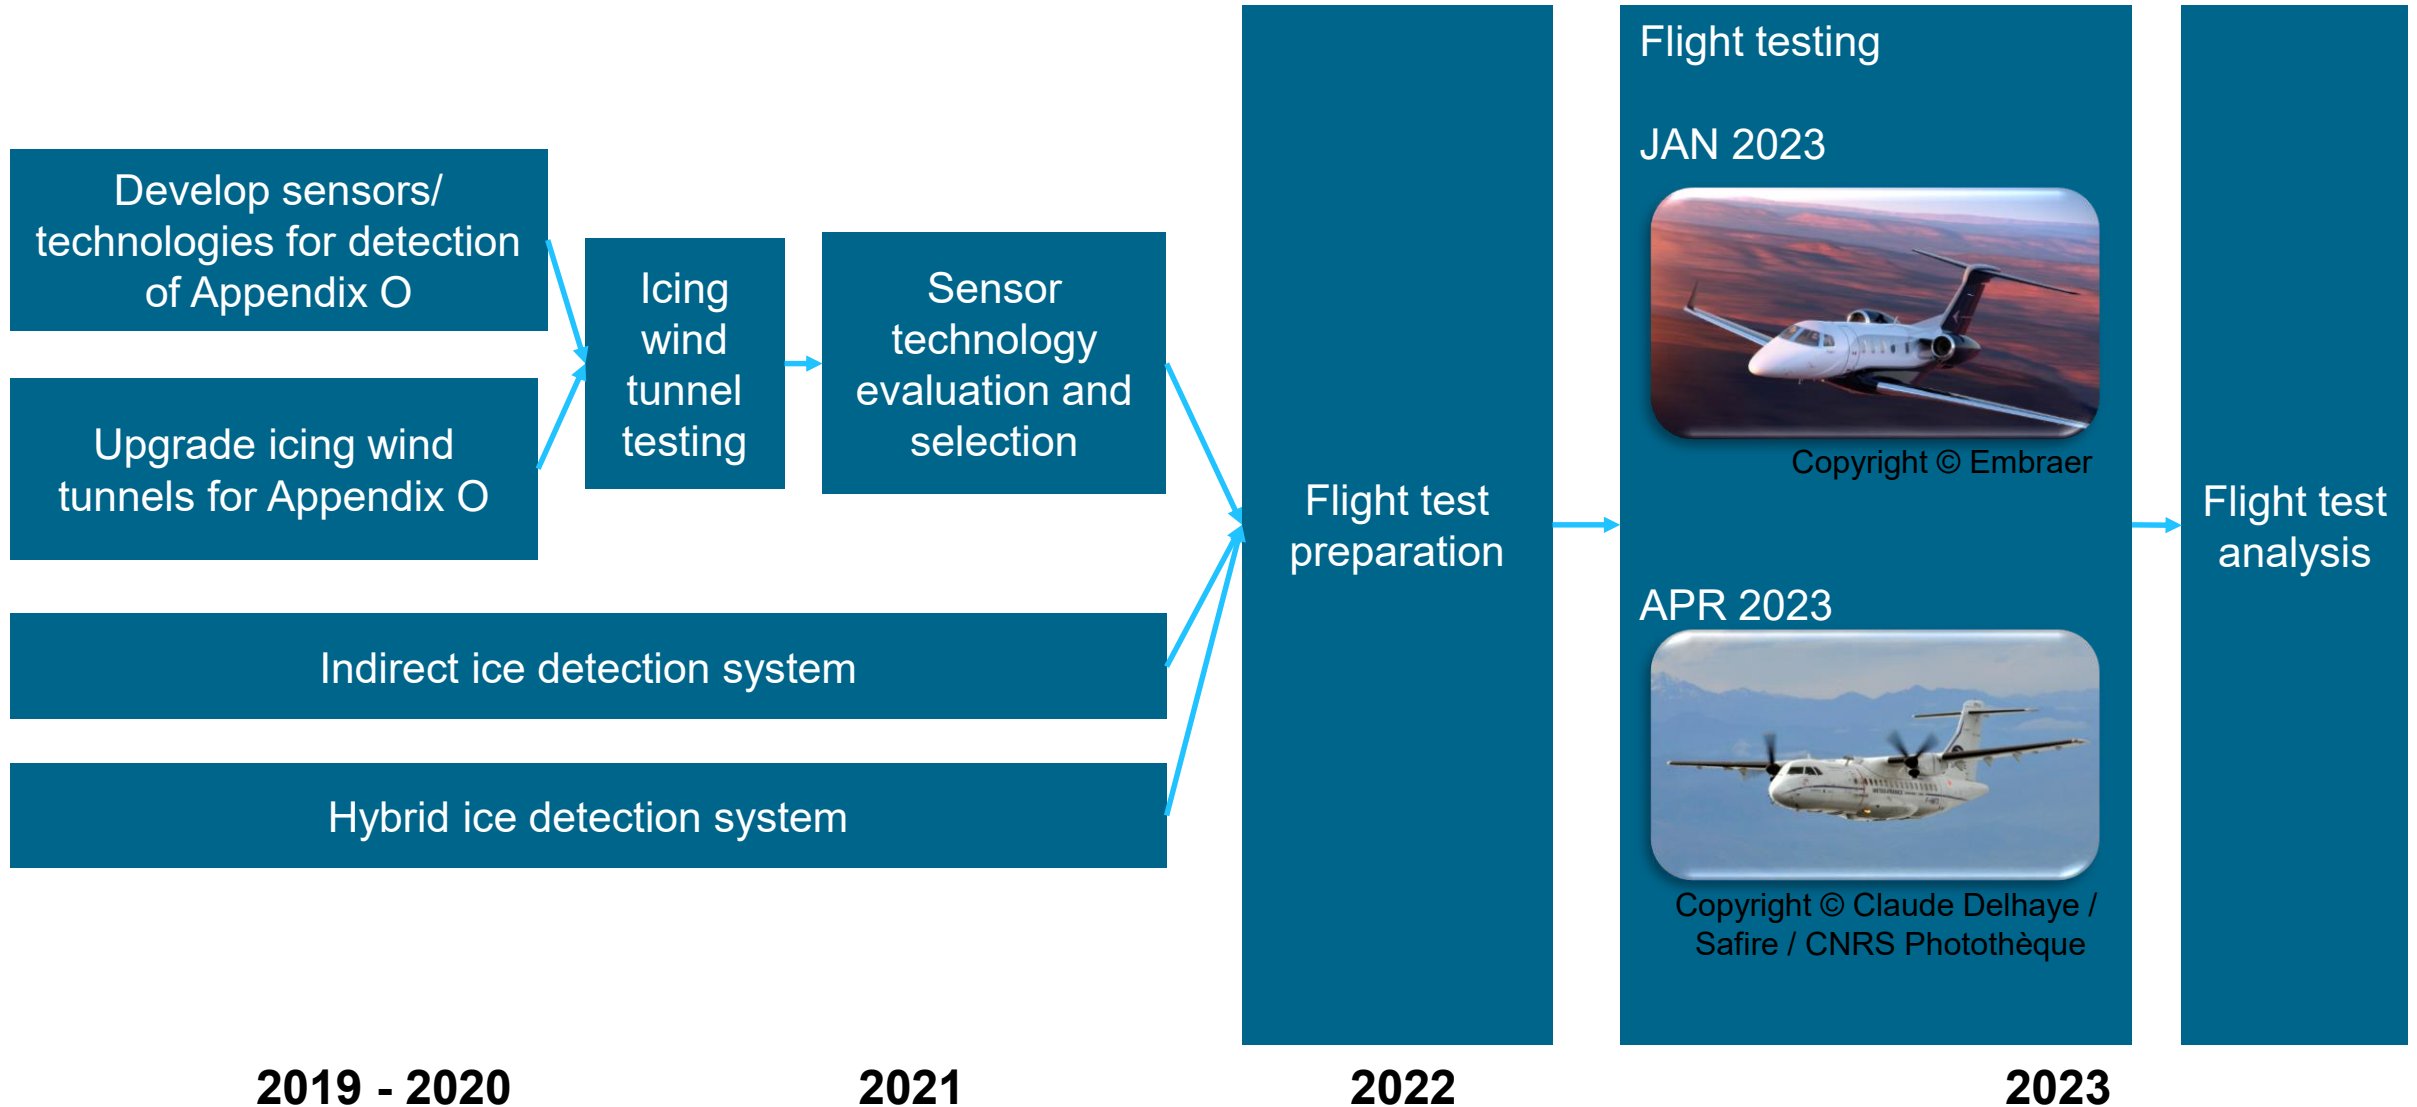 Develop sensors/
technologies for detection
of Appendix O
Upgrade icing wind
tunnels for Appendix O
Icing
wind
tunnel
testing
Sensor
technology
evaluation and
selection
Indirect ice detection system
Hybrid ice detection system
Flight test
preparation
Flight testing
JAN 2023
Copyright © Embraer
APR 2023
Copyright © Claude Delhaye /
Safire / CNRS Photothèque
Flight test
analysis
2019 - 2020
2021
2022
2023